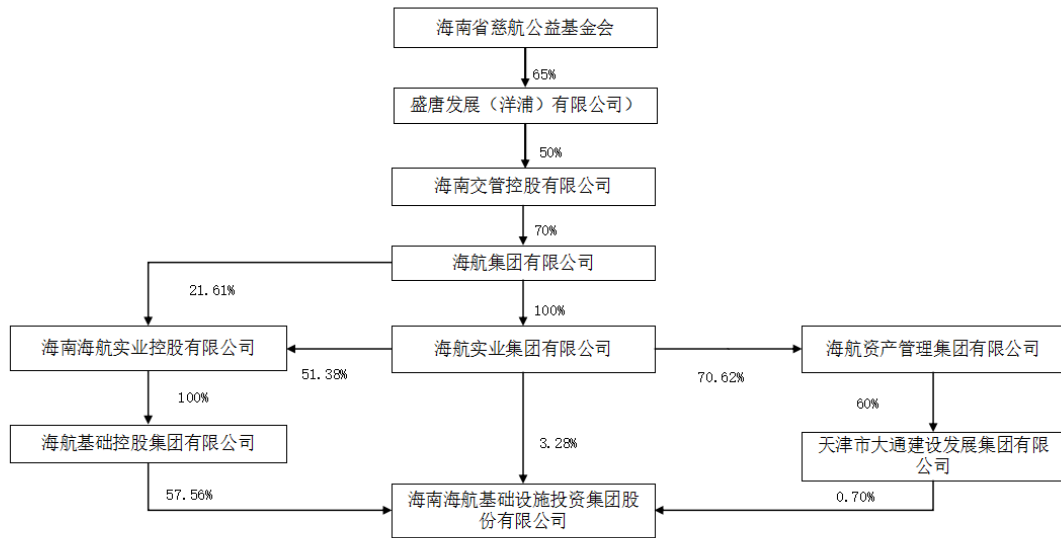 海南省慈航公益基金会
65%
盛唐发展（洋浦）有限公司）
50%
海南交管控股有限公司
70%
海航集团有限公司
21.61%
100%
海南海航实业控股有限公司
海航实业集团有限公司
海航资产管理集团有限公司
51.38%
70.62%
100%
60%
海航基础控股集团有限公司
3.28%
天津市大通建设发展集团有限
公司
57.56%
0.70%
海南海航基础设施投资集团股
份有限公司